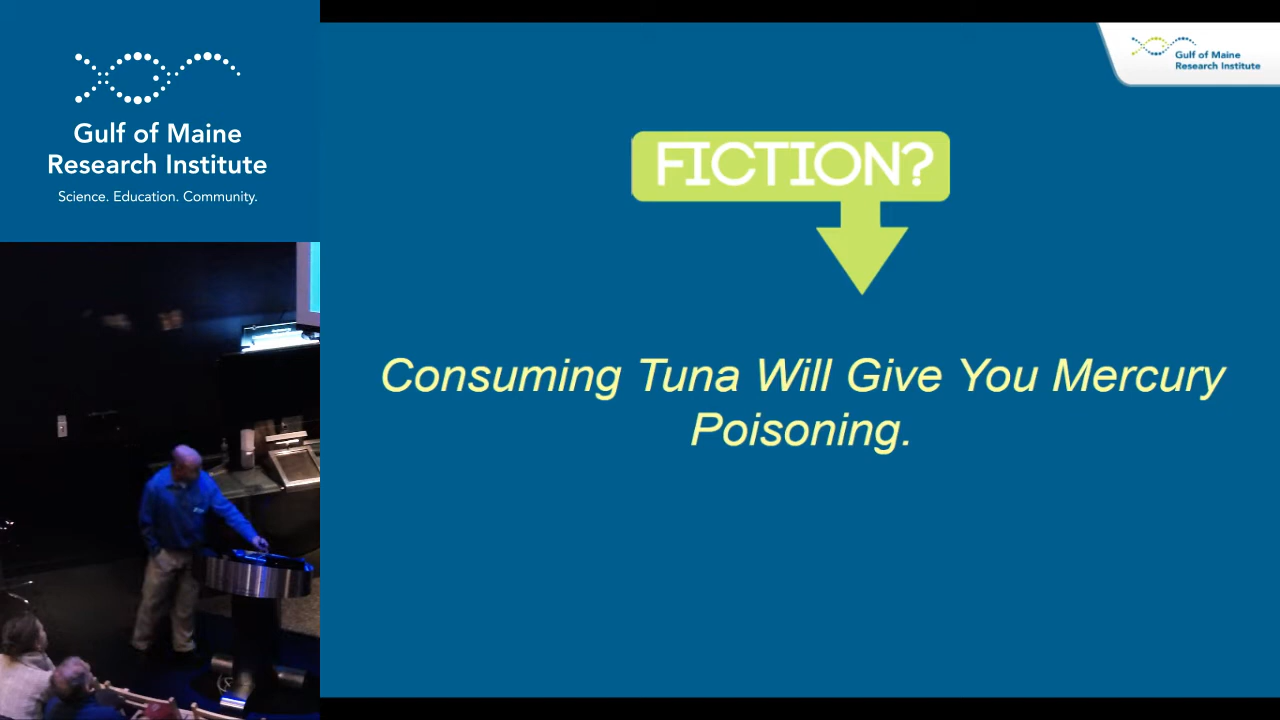 Gulf of Maine
Research Institute
Science. Education. Community.
Gulf of Maine
Research Institute
FICTION?
Consuming Tuna Will Give You Mercury
Poisoning.